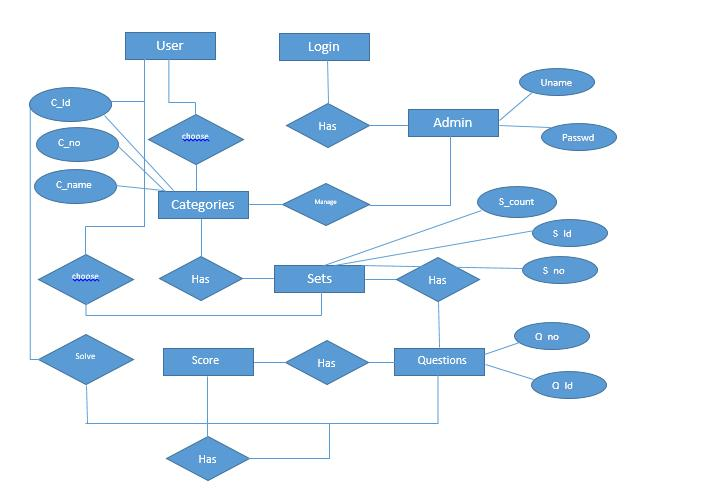 User
Login
Uname
C_Id
Has
Admin
choose
Passwd
C_no
C_name
Categories
Manage
S_count
S_Id
choose
Has
Sets
Has
S_no
Q_no
Solve
Score
Has
Questions
Q_Id
Has